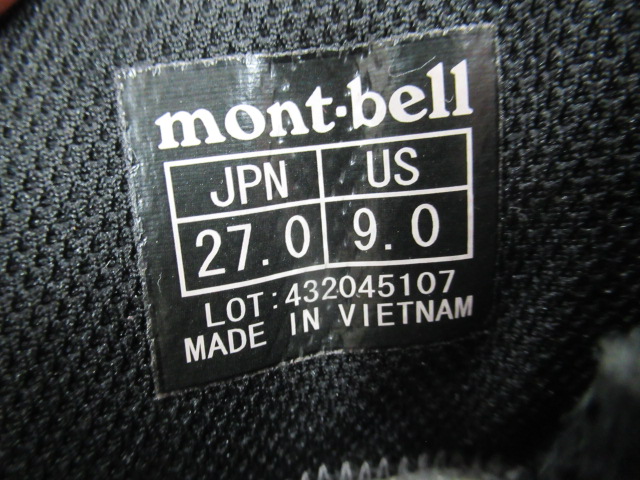 mont·bell
JPN US
27.0 9.0
LOT:432045107
MADE IN VIETNAM